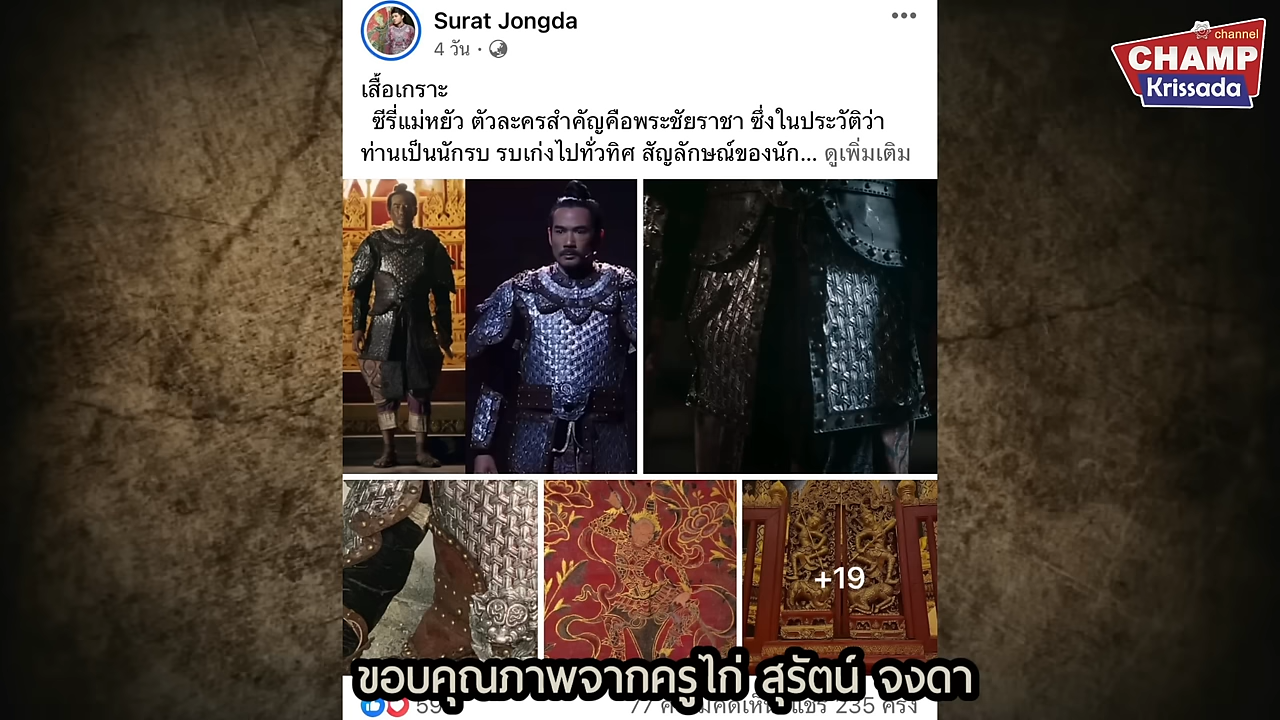 Surat Jongda
4 วัน ·
channel
CHAMP
Krissada
เสื้อเกราะ
ซีรี่แม่หยัว ตัวละครสำคัญคือพระชัยราชา ซึ่งในประวัติว่า
ท่านเป็นนักรบ รบเก่งไปทั่วทิศ สัญลักษณ์ของนัก... ดูเพิ่มเติม
+19
ขอบคุณภาพจากครูไก่ สุรัตน์ จงดา
แชร์ 235 ครั้ง